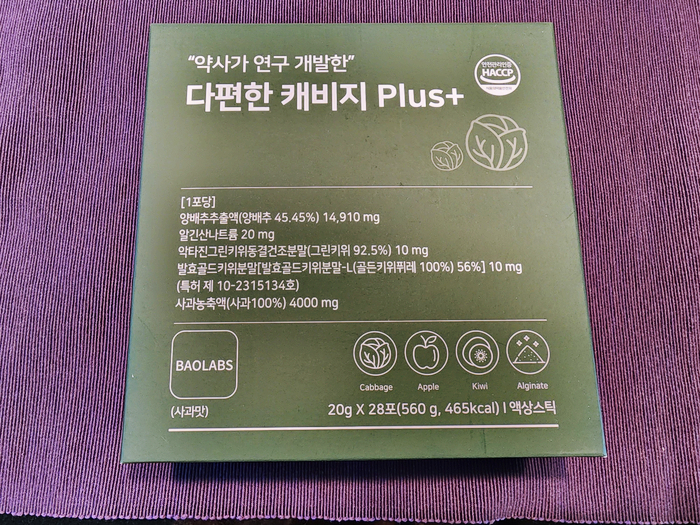 "약사가 연구 개발한"
다편한 캐비지 Plus+
HACCP
[1포당]
양배추추출액(양배추 45.45%) 14,910 mg
알긴산나트륨 20 mg
악타진그린키위동결건조분말(그린키위 92.5%) 10 mg
발효골드키위분말[발효골드키위분말-L(골든키위퓌레 100%) 56%] 10 mg
(특허 제 10-2315134호)
사과농축액(사과100%) 4000 mg
BAOLABS
Cabbage Apple Kiwi Alginate
(사과맛)
20g X 28포(560 g, 465kcal) I 액상스틱